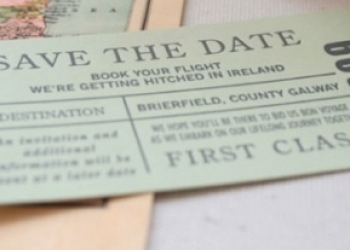 SAVE THE DATE
BOOK YOUR FLIGHT
WE'RE GETTING HITCHED IN IRELAND
DESTINATION
BRIERFIELD, COUNTY GALWAY
An invitation and
additional
information will be
sent at a later date
WE HOPE YOU'LL BE THERE TO BID US BON VOYAGE
AS WE EMBARK ON OUR LIFELONG JOURNEY TOGETHER
FIRST CLAS